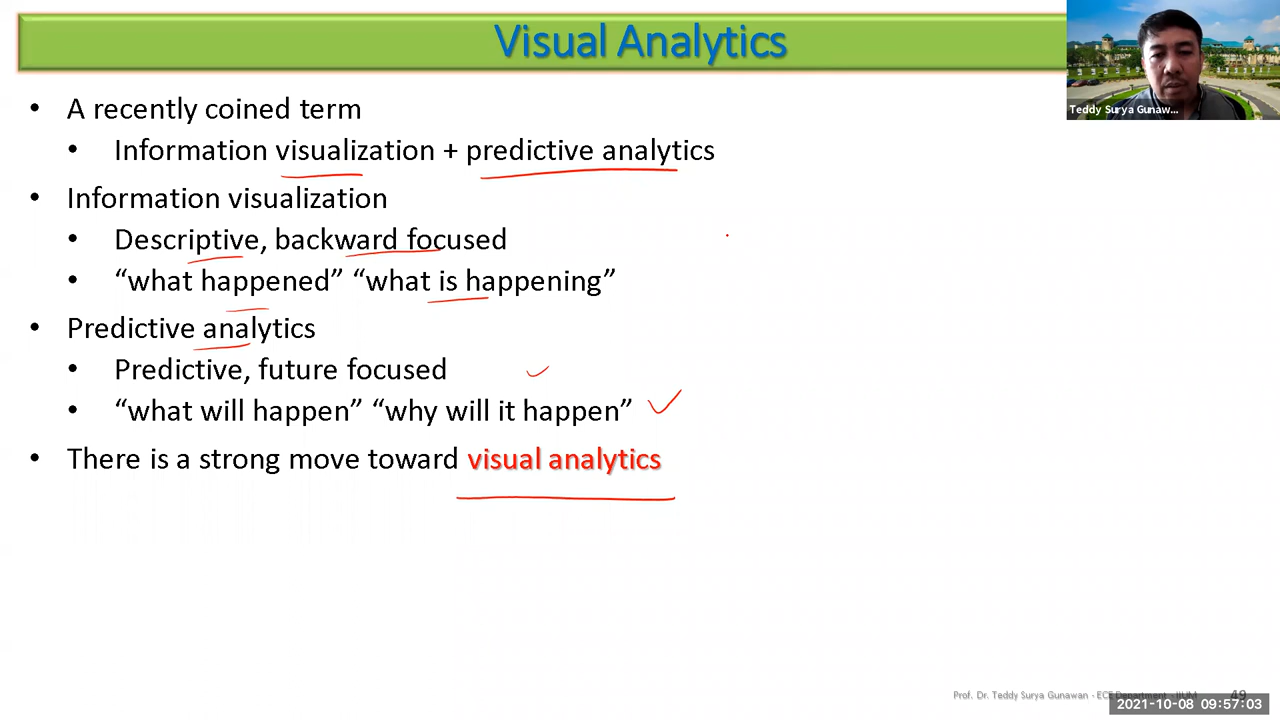 Visual Analytics
Teddy Surya Gunaw...
• A recently coined term
• Information visualization + predictive analytics
• Information visualization
• Descriptive, backward focused
• “what happened” “what is happening”
• Predictive analytics
• Predictive, future focused
• “what will happen” “why will it happen”
• There is a strong move toward visual analytics
Prof. Dr. Teddy Surya Gunawan - ECE Department - IIUM 49
2021-10-08 09:57:03